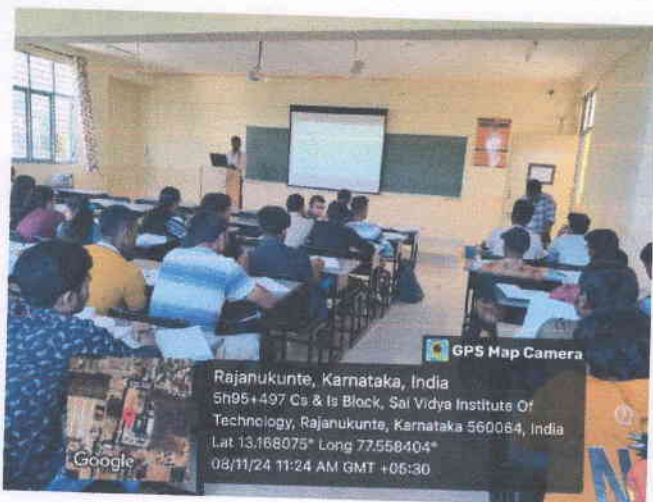 GPS Map Camera
Rajanukunte, Karnataka, India
5h95+497 Cs & Is Block, Sai Vidya Institute Of
Technology, Rajanukunte, Karnataka 560064, India
Lat 13.168075° Long 77.558404°
08/11/24 11:24 AM GMT +05:30
Google